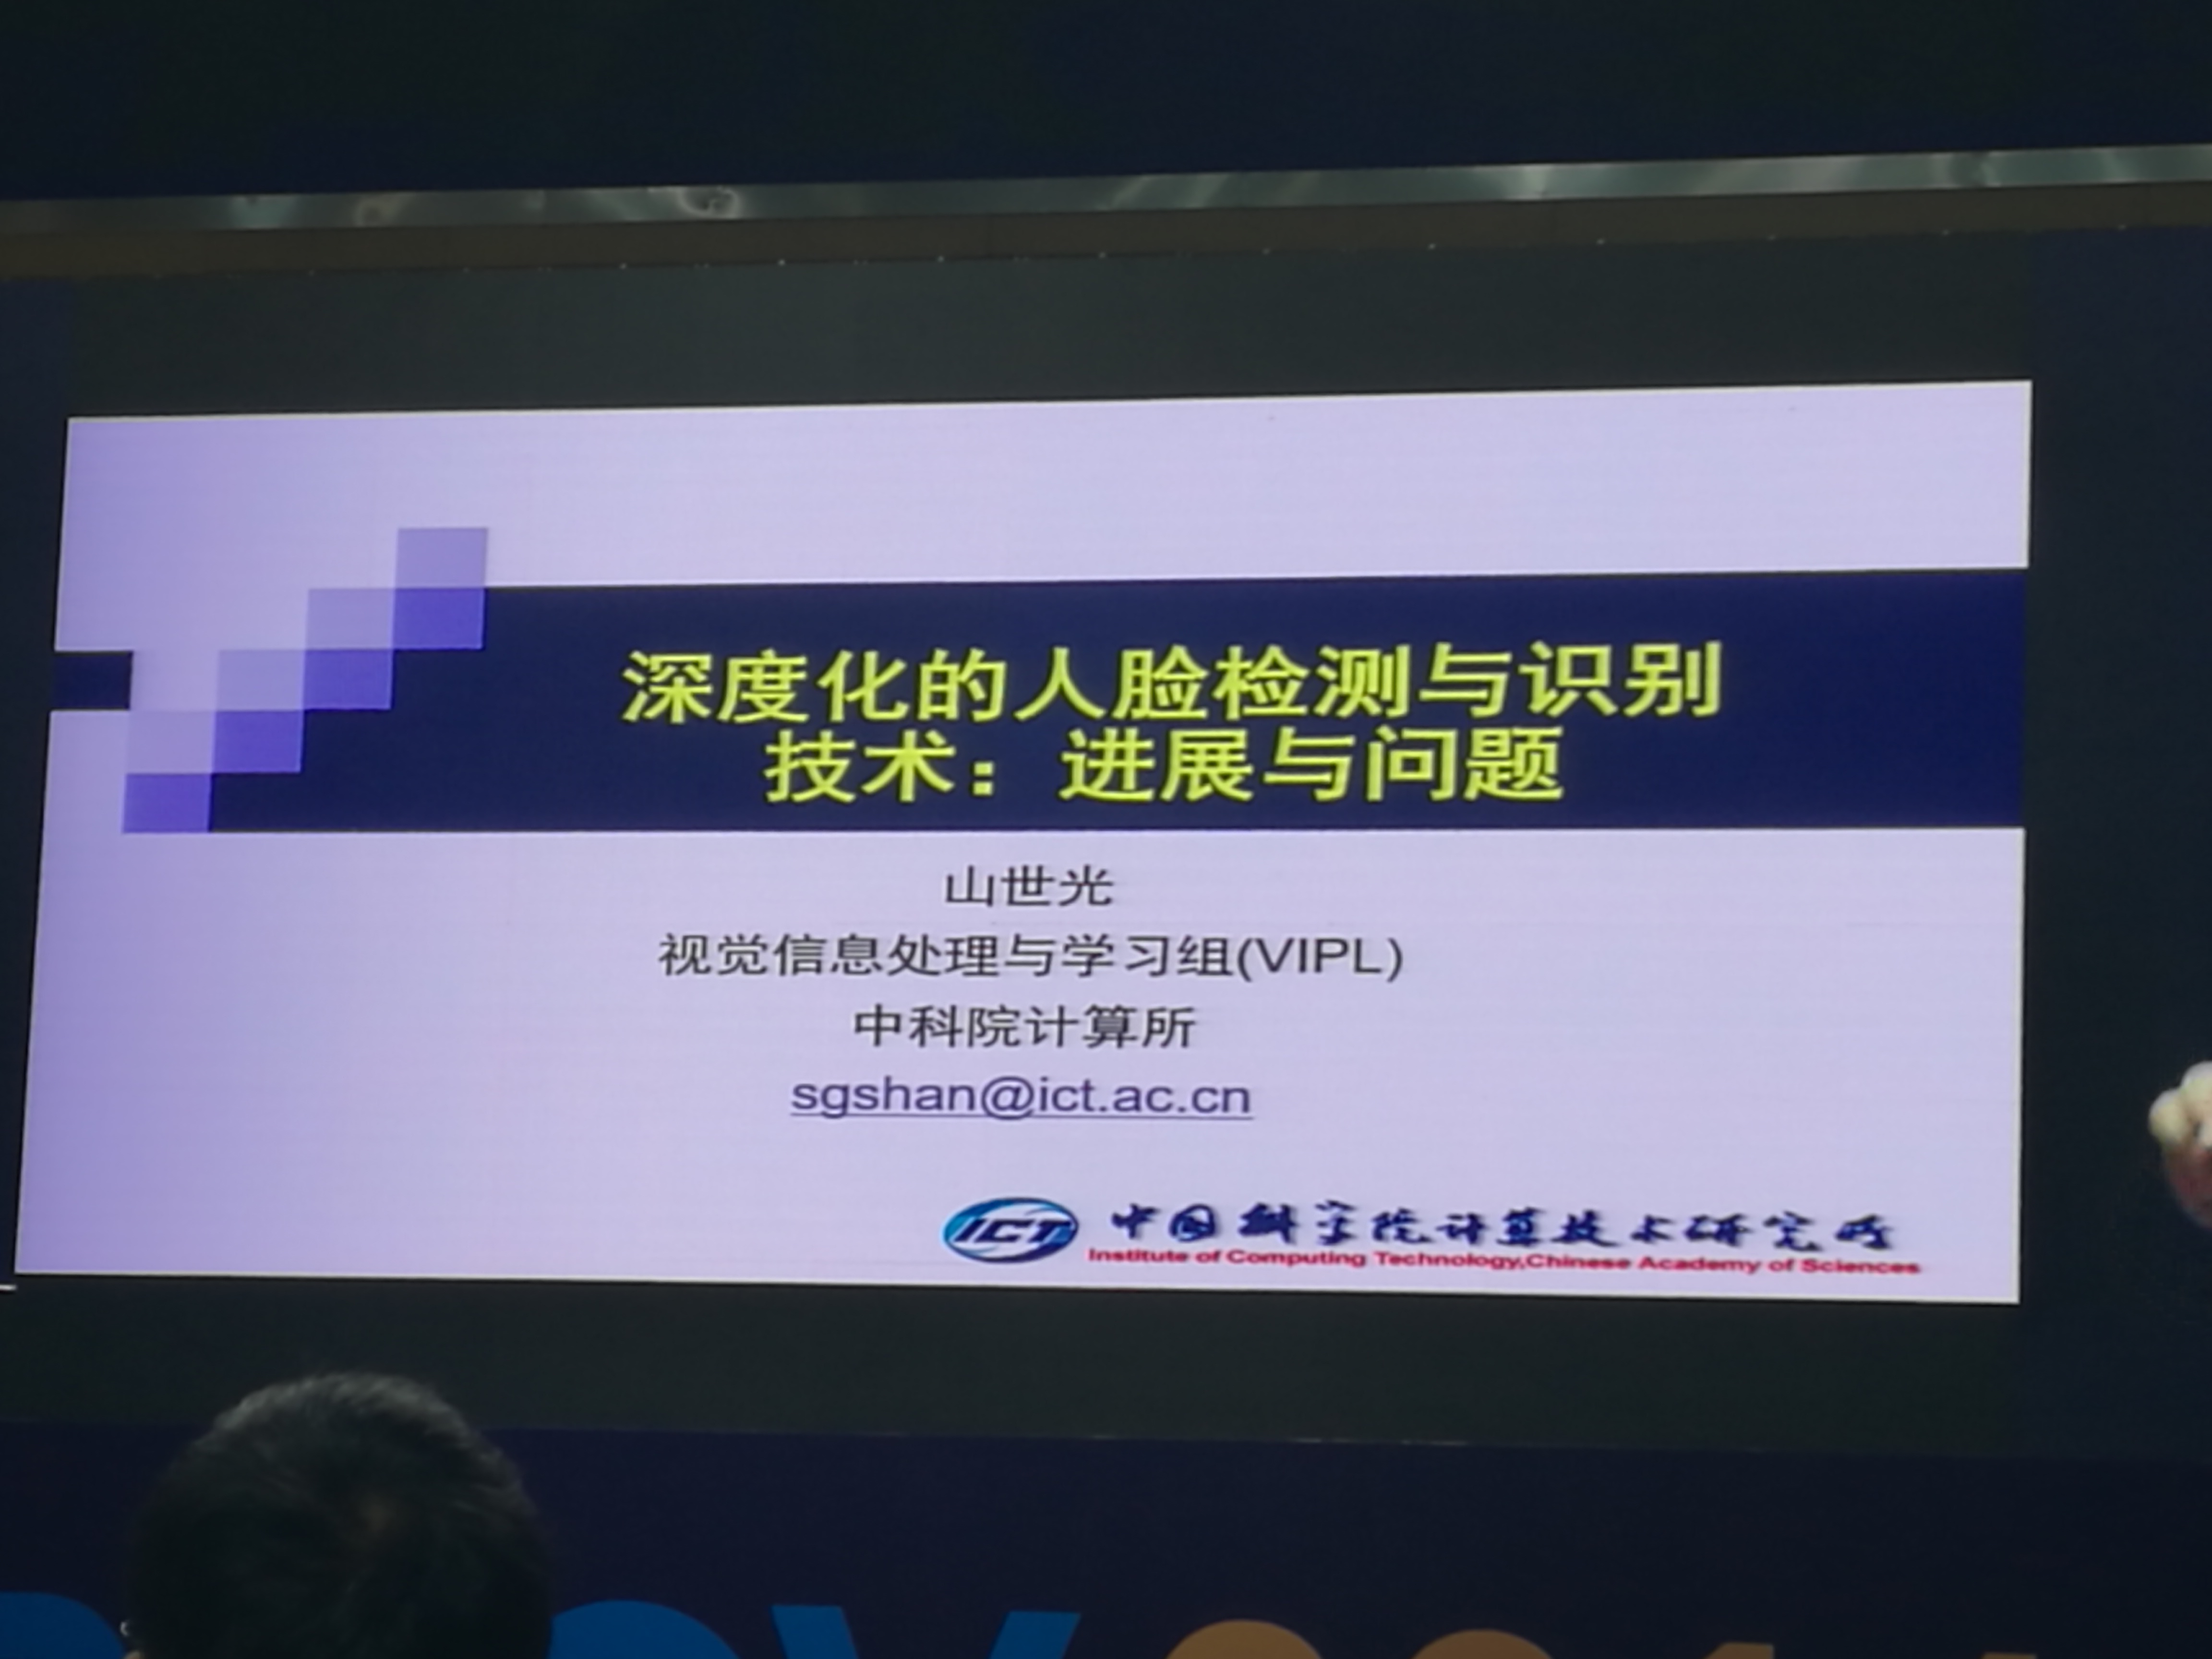 深度化的人脸检测与识别
技术：进展与问题
山世光
视觉信息处理与学习组(VIPL)
中科院计算所
sgshan@ict.ac.cn
ICT 中国科学院计算技术研究所
Institute of Computing Technology,Chinese Academy of Sciences